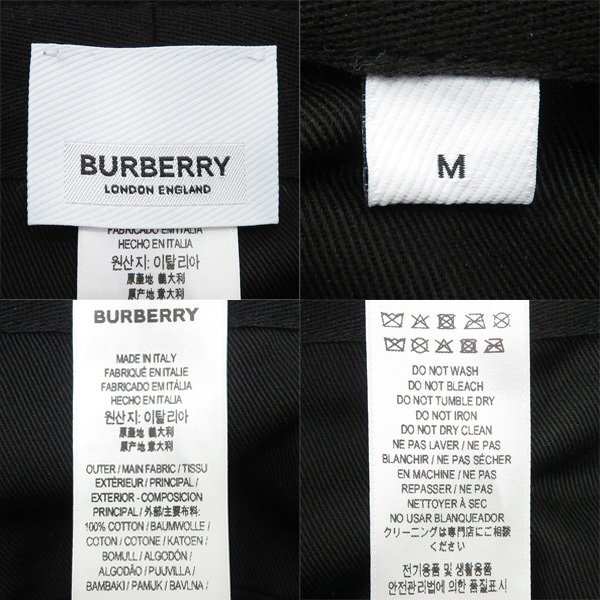 BURBERRY
LONDON ENGLAND
FABRICADO EM ITÁLIA
HECHO EN ITALIA
원산지: 이탈리아
原產地 義大利
原产地 意大利
M
BURBERRY
MADE IN ITALY
FABRIQUÉ EN ITALIE
FABRICADO EM ITÁLIA
HECHO EN ITALIA
원산지: 이탈리아
原產地 義大利
原产地 意大利
OUTER / MAIN FABRIC / TISSU
EXTÉRIEUR / PRINCIPAL /
EXTERIOR - COMPOSICIÓN
PRINCIPAL / 外部/主要布料:
100% COTTON / BAUMWOLLE /
COTON / COTONE / KATOEN /
BOMULL / ALGODÓN /
ALGODÃO / PUUVILLA /
BAMBAKI / PAMUK / BAVLNA /
DO NOT WASH
DO NOT BLEACH
DO NOT TUMBLE DRY
DO NOT IRON
DO NOT DRY CLEAN
NE PAS LAVER / NE PAS
BLANCHIR / NE PAS SÉCHER
EN MACHINE / NE PAS
REPASSER / NE PAS
NETTOYER À SEC
NO USAR BLANQUEADOR
クリーニングは専門店にご相談
ください
전기용품 및 생활용품
안전관리법에 의한 품질표시